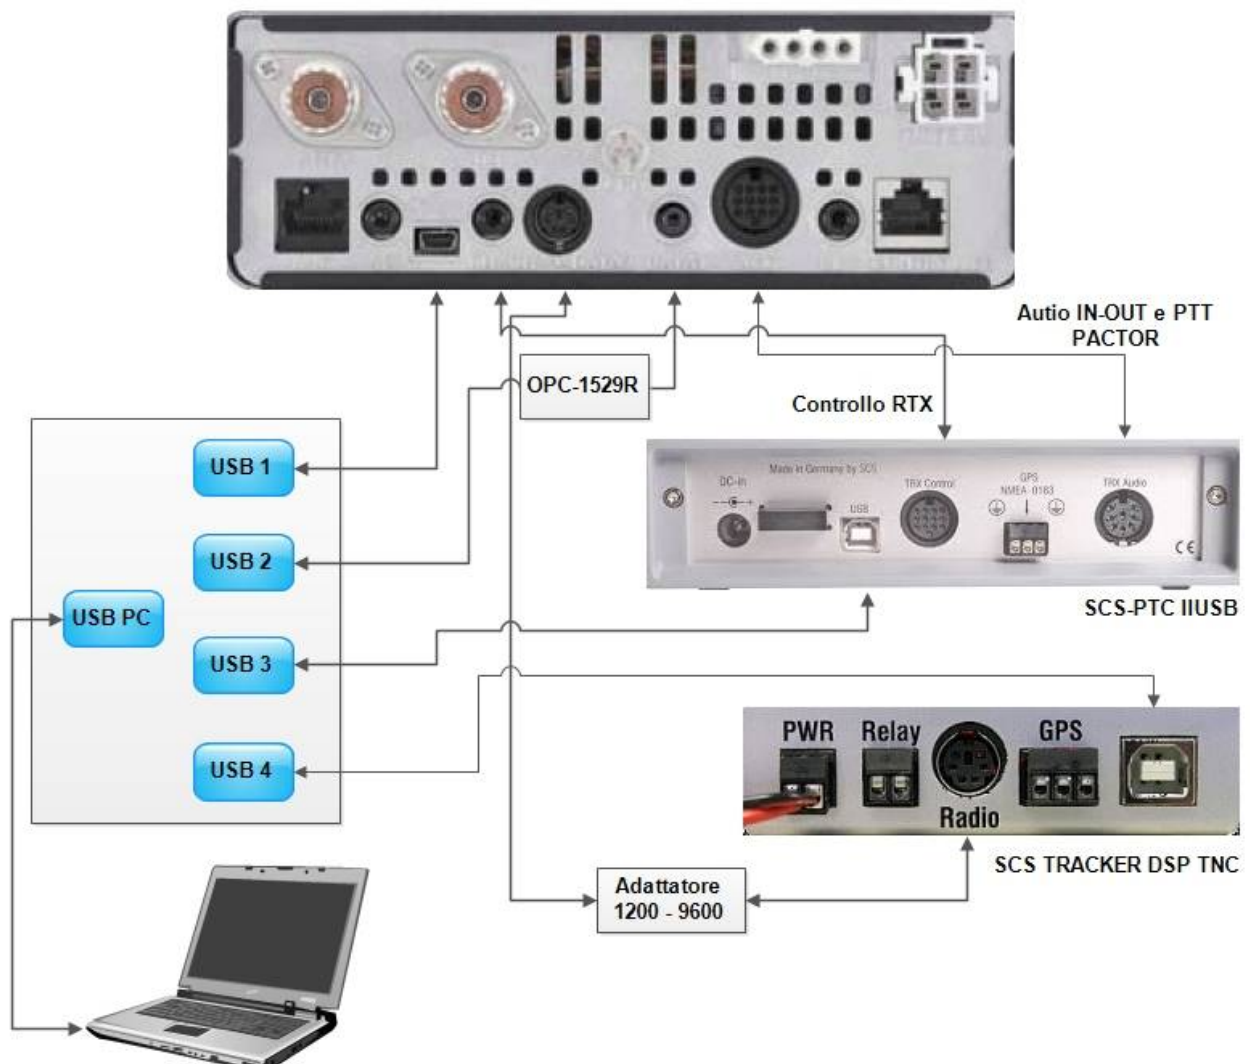 Autio IN-OUT e PTT
PACTOR
OPC-1529R
Controllo RTX
USB 1
USB 2
USB PC
USB 3
USB 4
Made in Germany by SCS
DC-in
USB
TRX Control
GPS
NMEA-0183
TRX Audio
CE
SCS-PTC IIUSB
PWR
Relay
GPS
Radio
SCS TRACKER DSP TNC
Adattatore
1200 - 9600